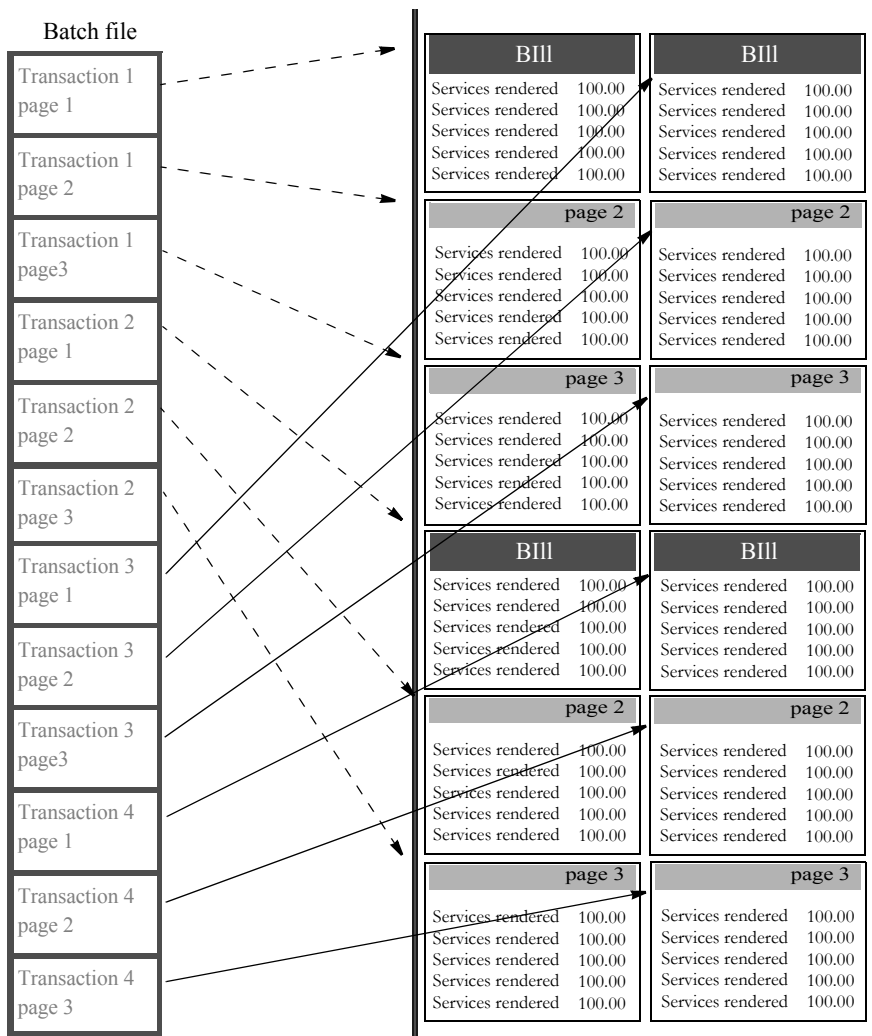 Batch file
Transaction 1
page 1
Transaction 1
page 2
Transaction 1
page3
Transaction 2
page 1
Transaction 2
page 2
Transaction 2
page 3
Transaction 3
page 1
Transaction 3
page 2
Transaction 3
page3
Transaction 4
page 1
Transaction 4
page 2
Transaction 4
page 3
BIll
Services rendered 100.00
Services rendered 100.00
Services rendered 100.00
Services rendered 100.00
Services rendered 100.00
page 2
Services rendered 100.00
Services rendered 100.00
Services rendered 100.00
Services rendered 100.00
Services rendered 100.00
page 3
Services rendered 100.00
Services rendered 100.00
Services rendered 100.00
Services rendered 100.00
Services rendered 100.00
BIll
Services rendered 100.00
Services rendered 100.00
Services rendered 100.00
Services rendered 100.00
Services rendered 100.00
page 2
Services rendered 100.00
Services rendered 100.00
Services rendered 100.00
Services rendered 100.00
Services rendered 100.00
page 3
Services rendered 100.00
Services rendered 100.00
Services rendered 100.00
Services rendered 100.00
Services rendered 100.00
BIll
Services rendered 100.00
Services rendered 100.00
Services rendered 100.00
Services rendered 100.00
Services rendered 100.00
page 2
Services rendered 100.00
Services rendered 100.00
Services rendered 100.00
Services rendered 100.00
Services rendered 100.00
page 3
Services rendered 100.00
Services rendered 100.00
Services rendered 100.00
Services rendered 100.00
Services rendered 100.00
BIll
Services rendered 100.00
Services rendered 100.00
Services rendered 100.00
Services rendered 100.00
Services rendered 100.00
page 2
Services rendered 100.00
Services rendered 100.00
Services rendered 100.00
Services rendered 100.00
Services rendered 100.00
page 3
Services rendered 100.00
Services rendered 100.00
Services rendered 100.00
Services rendered 100.00
Services rendered 100.00